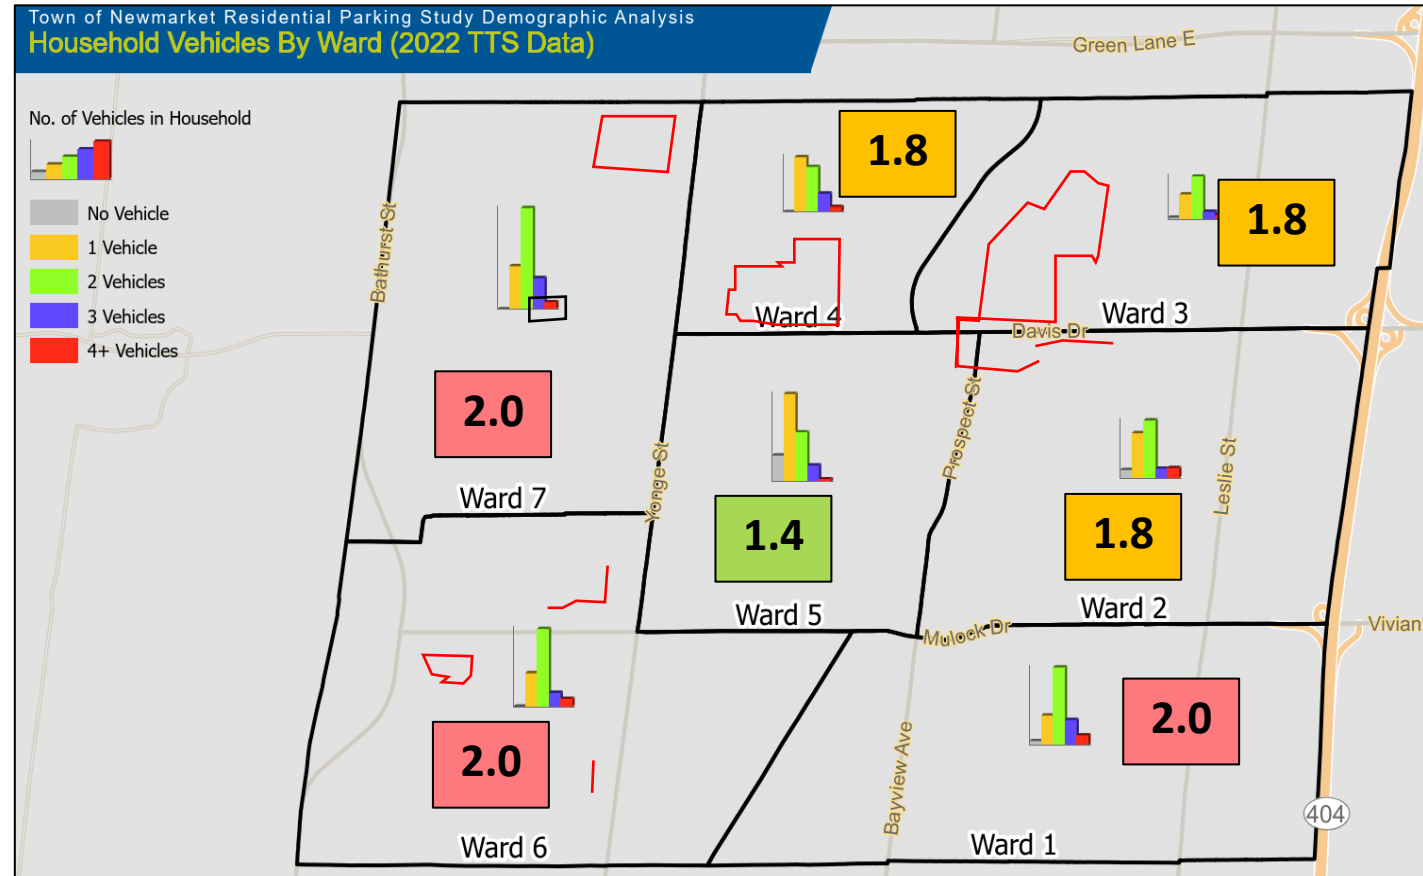 Town of Newmarket Residential Parking Study Demographic Analysis
Household Vehicles By Ward (2022 TTS Data)
Green Lane E
No. of Vehicles in Household
No Vehicle
1 Vehicle
2 Vehicles
3 Vehicles
4+ Vehicles
Bathurst St
1.8
1.8
Ward 4
Ward 3
Davis Dr
2.0
Ward 7
Yonge St
Prospect St
Leslie St
1.4
1.8
Ward 5
Ward 2
Mulock Dr
Vivian
2.0
2.0
Bayview Ave
404
Ward 6
Ward 1